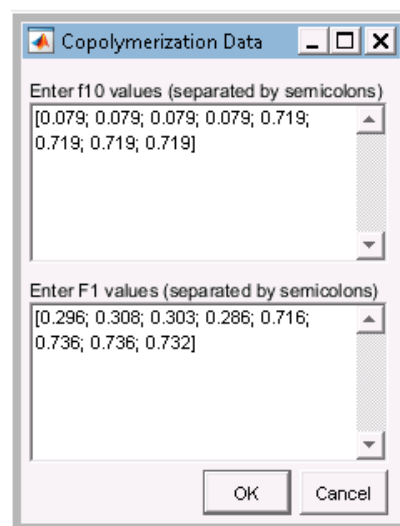 Copolymerization Data
Enter f10 values (separated by semicolons)
[0.079; 0.079; 0.079; 0.079; 0.719;
0.719; 0.719; 0.719]
Enter F1 values (separated by semicolons)
[0.296; 0.308; 0.303; 0.286; 0.716;
0.736; 0.736; 0.732]
OK Cancel